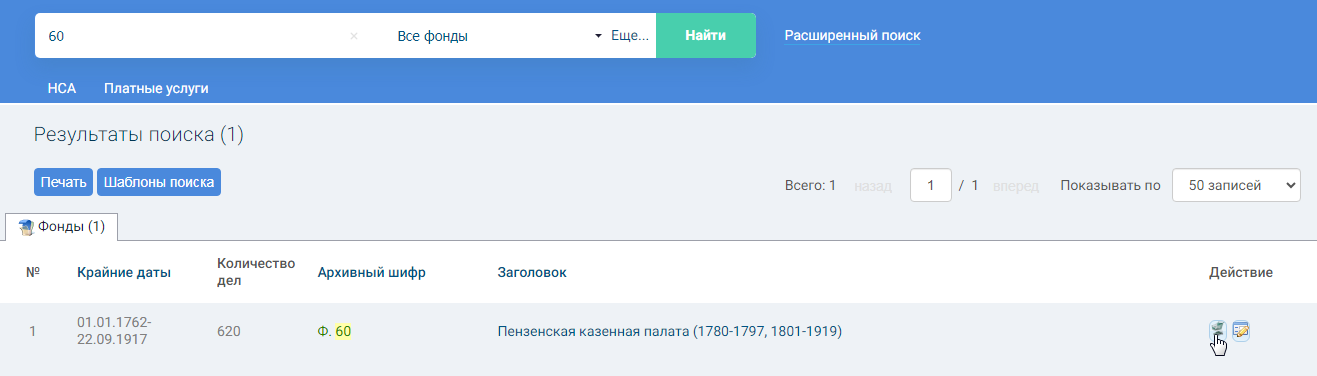 60 × Все фонды Еще... Найти Расширенный поиск
НСА Платные услуги
Результаты поиска (1)
Печать Шаблоны поиска
Всего: 1 назад 1 / 1 вперед Показывать по 50 записей
Фонды (1)
№ Крайние даты Количество дел Архивный шифр Заголовок Действие
1 01.01.1762-22.09.1917 620 Ф. 60 Пензенская казенная палата (1780-1797, 1801-1919)